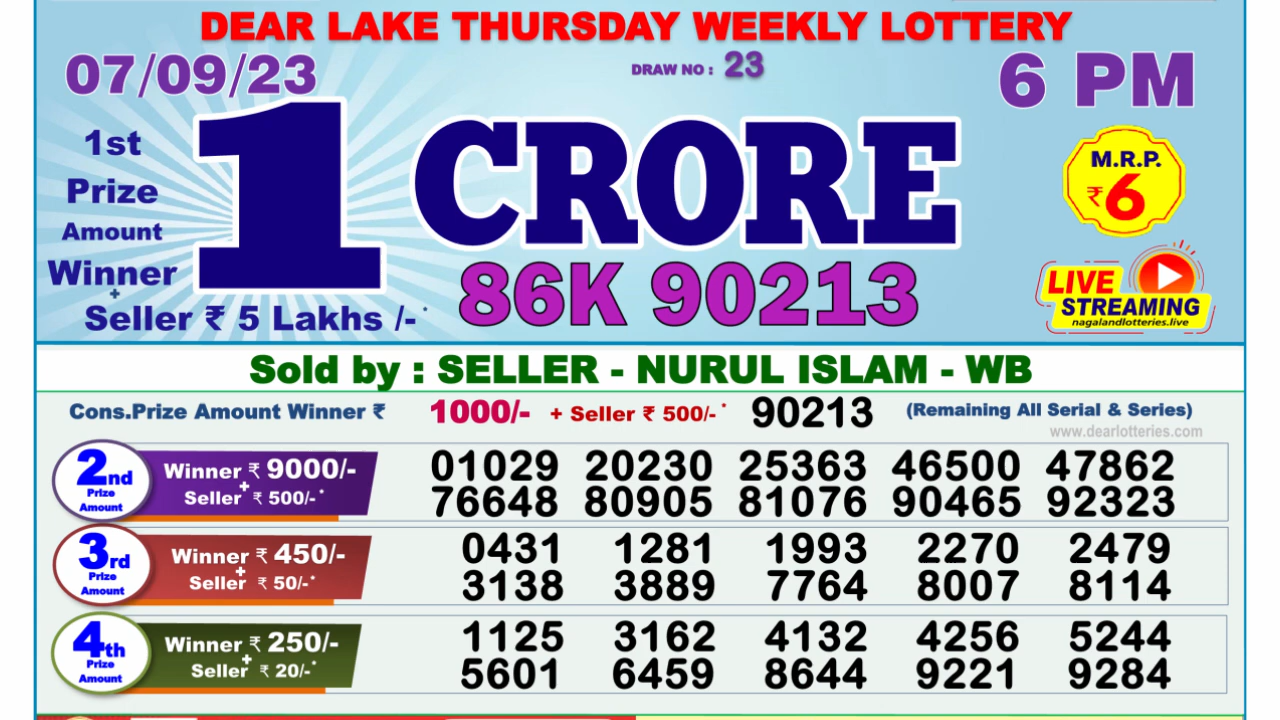 DEAR LAKE THURSDAY WEEKLY LOTTERY
07/09/23
DRAW NO : 23
6 PM
1st
Prize
Amount
Winner
+
Seller ₹ 5 Lakhs /-*
1 CRORE
86K 90213
M.R.P.
₹6
LIVE
STREAMING
nagalandlotteries.live
Sold by : SELLER - NURUL ISLAM - WB
Cons.Prize Amount Winner ₹ 1000/- + Seller ₹ 500/-* 90213 (Remaining All Serial & Series)
www.dearlotteries.com
2nd
Prize
Amount
Winner ₹ 9000/-
+
Seller ₹ 500/-*
01029 20230 25363 46500 47862
76648 80905 81076 90465 92323
3rd
Prize
Amount
Winner ₹ 450/-
+
Seller ₹ 50/-*
0431 1281 1993 2270 2479
3138 3889 7764 8007 8114
4th
Prize
Amount
Winner ₹ 250/-
+
Seller ₹ 20/-*
1125 3162 4132 4256 5244
5601 6459 8644 9221 9284